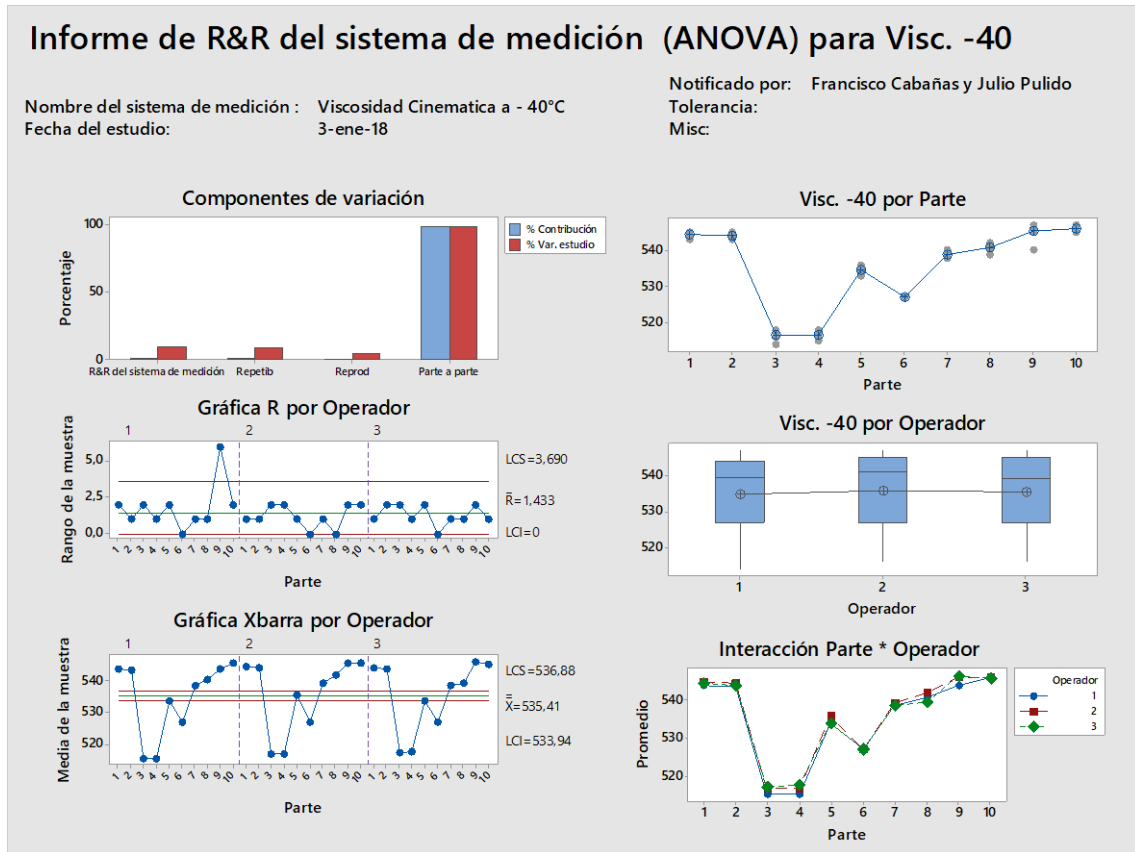 Informe de R&R del sistema de medición (ANOVA) para Visc. -40
Notificado por: Francisco Cabañas y Julio Pulido
Nombre del sistema de medición : Viscosidad Cinematica a - 40°C
Tolerancia:
Fecha del estudio: 3-ene-18
Misc:
Componentes de variación
Porcentaje
100
50
0
R&R del sistema de medición Repetib Reprod Parte a parte
% Contribución
% Var. estudio
Visc. -40 por Parte
540
530
520
1 2 3 4 5 6 7 8 9 10
Parte
Gráfica R por Operador
Rango de la muestra
1 2 3
5,0
2,5
0,0
LCS=3,690
R̄=1,433
LCI=0
1 2 3 4 5 6 7 8 9 10 1 2 3 4 5 6 7 8 9 10 1 2 3 4 5 6 7 8 9 10
Parte
Visc. -40 por Operador
540
530
520
1 2 3
Operador
Gráfica Xbarra por Operador
Media de la muestra
1 2 3
540
530
520
LCS=536,88
X̿=535,41
LCI=533,94
1 2 3 4 5 6 7 8 9 10 1 2 3 4 5 6 7 8 9 10 1 2 3 4 5 6 7 8 9 10
Parte
Interacción Parte * Operador
Promedio
540
530
520
1 2 3 4 5 6 7 8 9 10
Parte
Operador
1
2
3